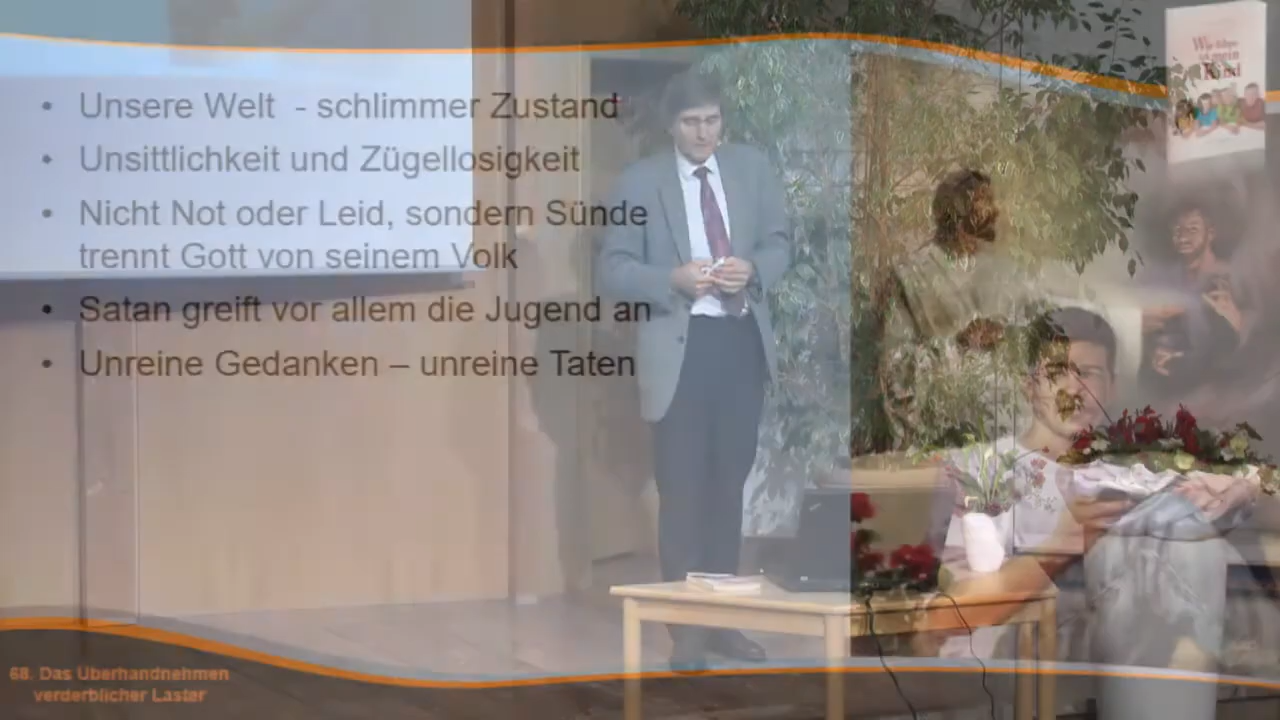 • Unsere Welt - schlimmer Zustand
• Unsittlichkeit und Zügellosigkeit
• Nicht Not oder Leid, sondern Sünde
trennt Gott von seinem Volk
• Satan greift vor allem die Jugend an
• Unreine Gedanken – unreine Taten
Kind
68. Das Überhandnehmen
verderblicher Laster